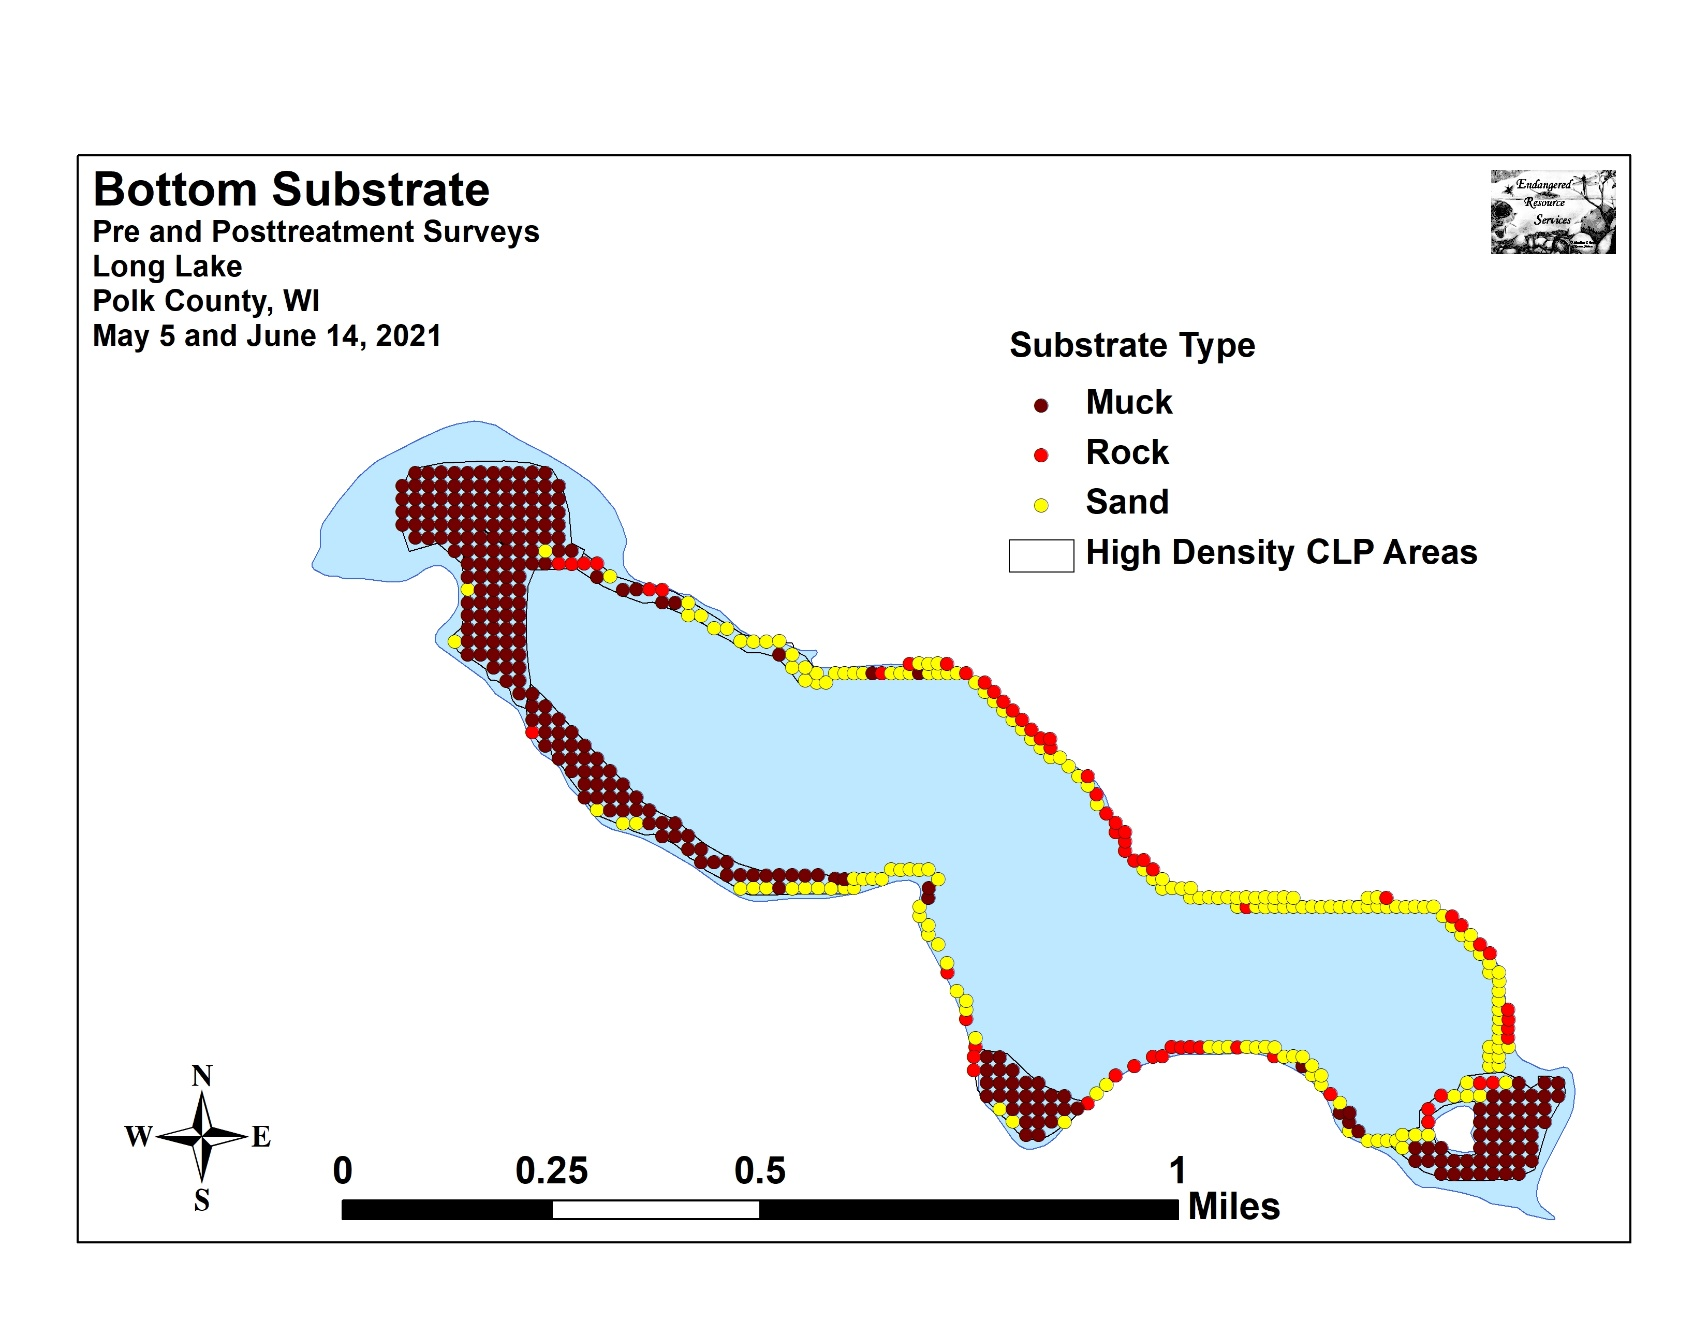 Bottom Substrate
Pre and Posttreatment Surveys
Long Lake
Polk County, WI
May 5 and June 14, 2021
Endangered
Resource
Services
Substrate Type
Muck
Rock
Sand
High Density CLP Areas
N
W E
S
0 0.25 0.5 1
Miles